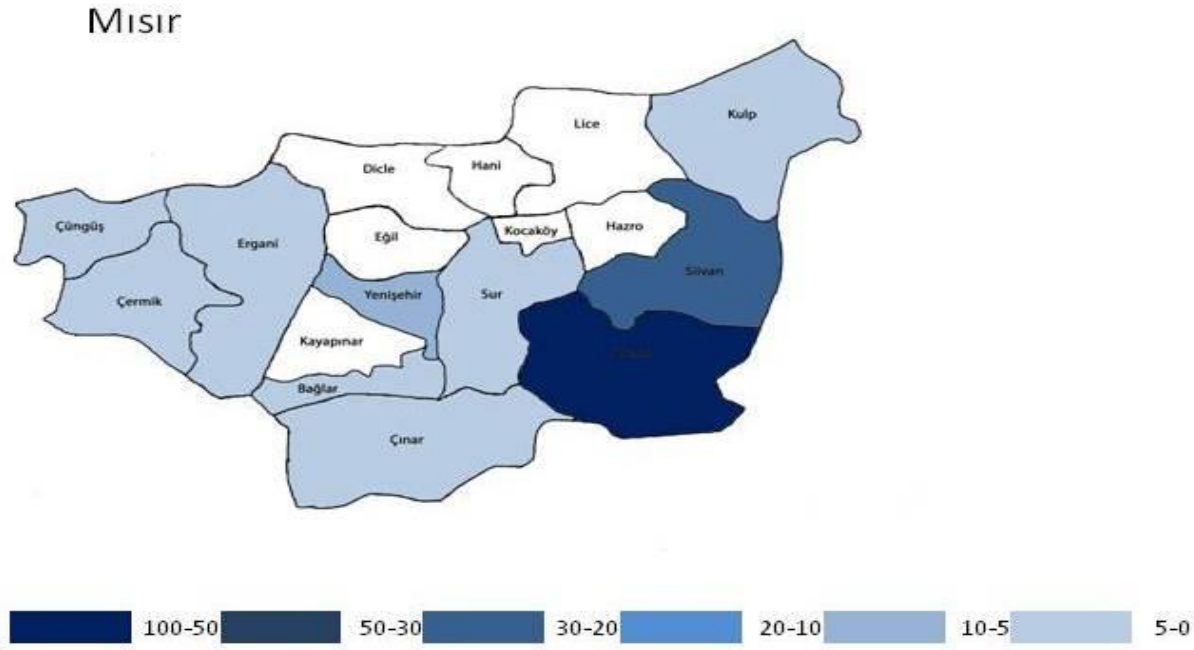 Mısır
Lice
Kulp
Dicle
Hani
Çüngüş
Ergani
Eğil
Kocaköy
Hazro
Silvan
Çermik
Yenişehir
Sur
Kayapınar
Bağlar
Çınar
100-50 50-30 30-20 20-10 10-5 5-0